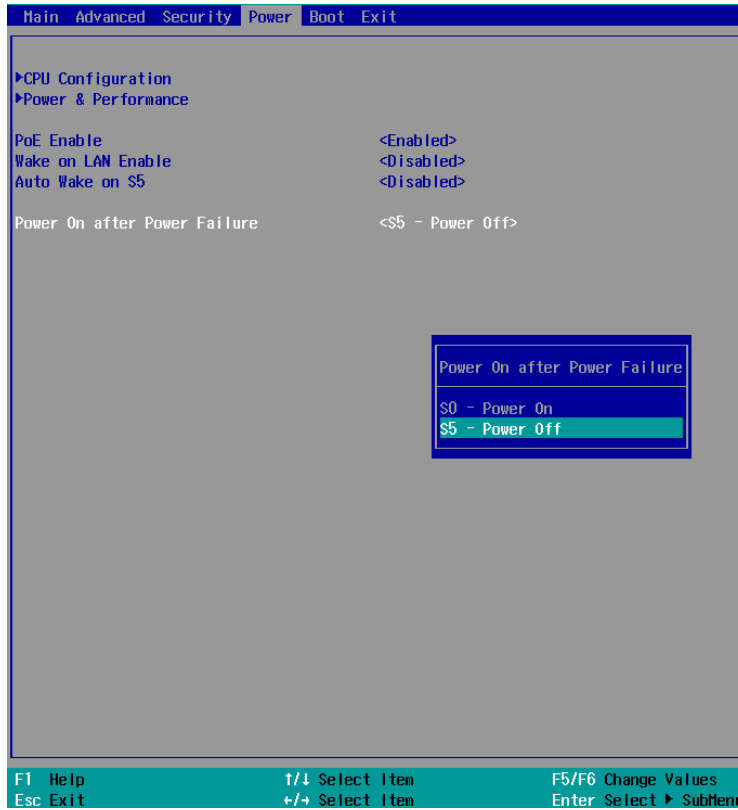 Main Advanced Security Power Boot Exit
▶CPU Configuration
▶Power & Performance
PoE Enable <Enabled>
Wake on LAN Enable <Disabled>
Auto Wake on S5 <Disabled>
Power On after Power Failure <S5 - Power Off>
Power On after Power Failure
S0 - Power On
S5 - Power Off
F1 Help ↑/↓ Select Item F5/F6 Change Values
Esc Exit ←/→ Select Item Enter Select ▶ SubMenu